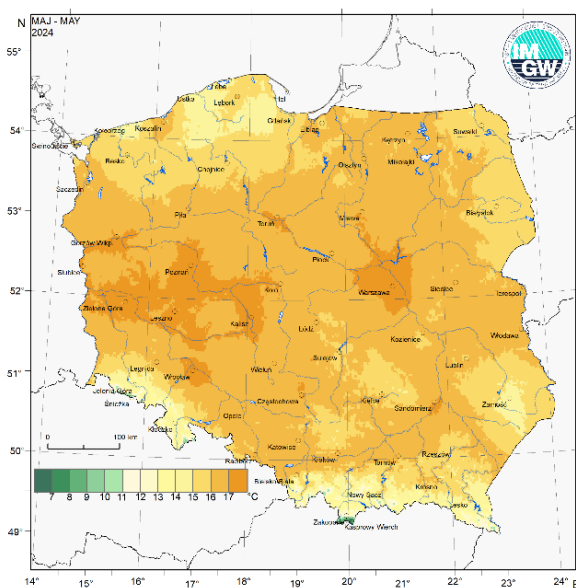 N
MAJ - MAY
2024
IM
GW
55°
54°
53°
52°
51°
50°
49°
Łeba
Ustka
Lębork
Hel
Gdańsk
Elbląg
Kołobrzeg
Koszalin
Świnoujście
Resko
Chojnice
Kętrzyn
Suwałki
Olsztyn
Mikołajki
Szczecin
Piła
Toruń
Mława
Białystok
Gorzów Wlkp.
Słubice
Poznań
Koło
Płock
Warszawa
Siedlce
Terespol
Zielona Góra
Leszno
Kalisz
Łódź
Sulejów
Kozienice
Włodawa
Legnica
Wrocław
Wieluń
Lublin
Jelenia Góra
Śnieżka
Kłodzko
Opole
Częstochowa
Kielce
Sandomierz
Zamość
Katowice
Kraków
Tarnów
Rzeszów
Racibórz
Bielsko-Biała
Nowy Sącz
Krosno
Lesko
Zakopane
Kasprowy Wierch
0 100 km
7 8 9 10 11 12 13 14 15 16 17 °C
14° 15° 16° 17° 18° 19° 20° 21° 22° 23° 24° E